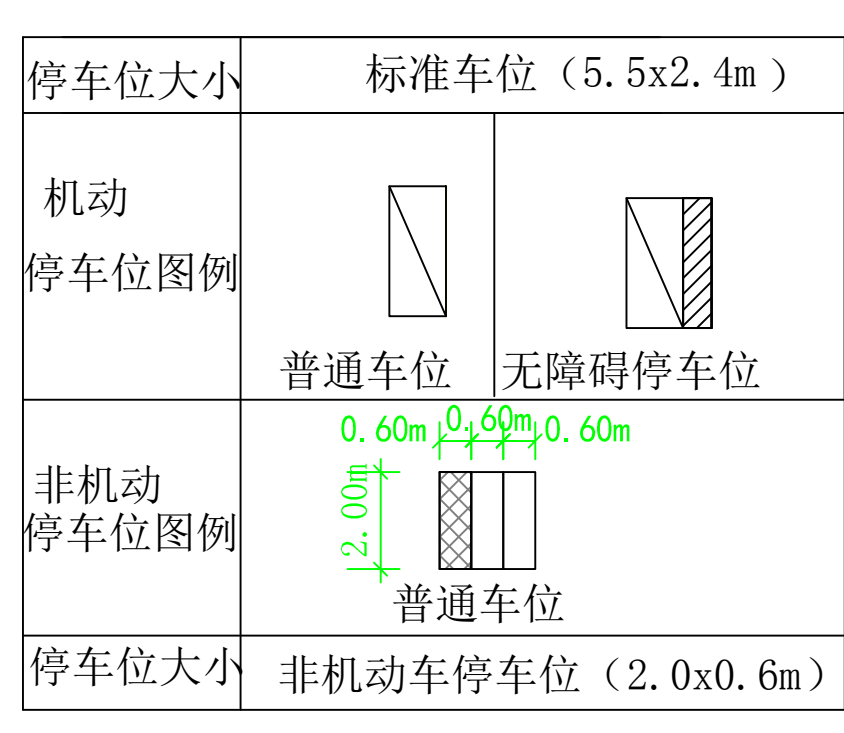 停车位大小
标准车位（5.5x2.4m）
机动
停车位图例
普通车位
无障碍停车位
非机动
停车位图例
0.60m 0.60m 0.60m
2.00m
普通车位
停车位大小
非机动车停车位（2.0x0.6m）